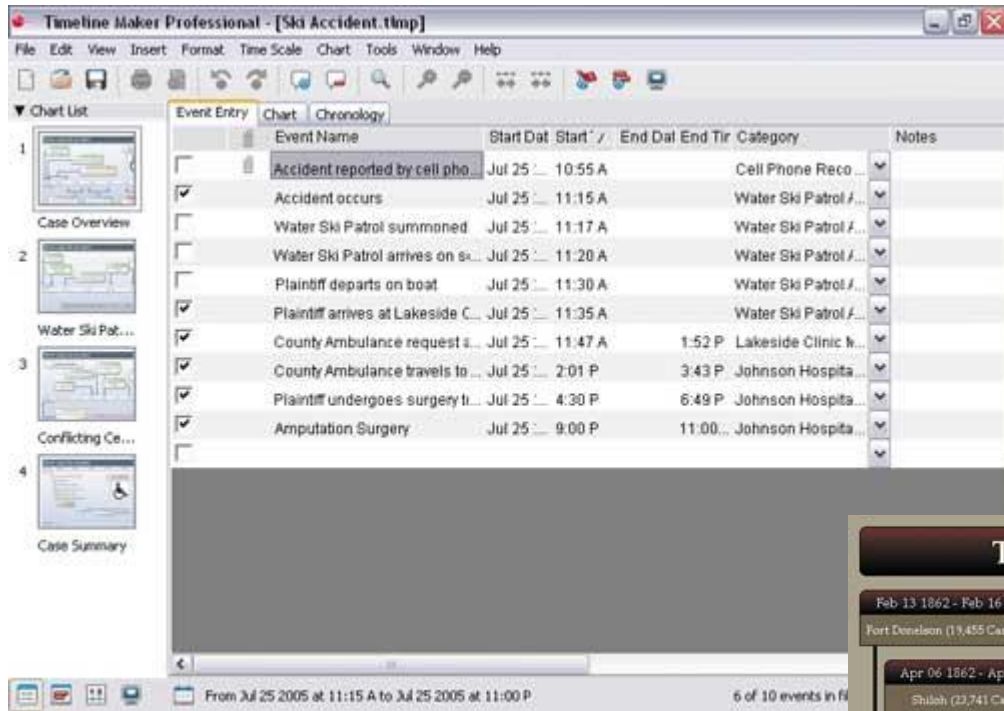 Timeline Maker Professional - [Ski Accident.tlmp]
File Edit View Insert Format Time Scale Chart Tools Window Help
Chart List
Event Entry Chart Chronology
Event Name Start Dat Start End Dat End Tir Category Notes
Accident reported by cell pho... Jul 25 ... 10:55 A Cell Phone Reco...
Accident occurs Jul 25 ... 11:15 A Water Ski Patrol /...
Water Ski Patrol summoned Jul 25 ... 11:17 A Water Ski Patrol /...
Water Ski Patrol arrives on s... Jul 25 ... 11:20 A Water Ski Patrol /...
Plaintiff departs on boat Jul 25 ... 11:30 A Water Ski Patrol /...
Plaintiff arrives at Lakeside C... Jul 25 ... 11:35 A Water Ski Patrol /...
County Ambulance request a... Jul 25 ... 11:47 A 1:52 P Lakeside Clinic M...
County Ambulance travels to ... Jul 25 ... 2:01 P 3:43 P Johnson Hospita...
Plaintiff undergoes surgery t... Jul 25 ... 4:30 P 6:49 P Johnson Hospita...
Amputation Surgery Jul 25 ... 9:00 P 11:00... Johnson Hospita...
1
Case Overview
2
Water Ski Pat...
3
Conflicting Ce...
4
Case Summary
From Jul 25 2005 at 11:15 A to Jul 25 2005 at 11:00 P 6 of 10 events in fil
T
Feb 13 1862 - Feb 16
Fort Donelson (19,455 Ca
Apr 06 1862 - Ap
Shiloh (23,741 C